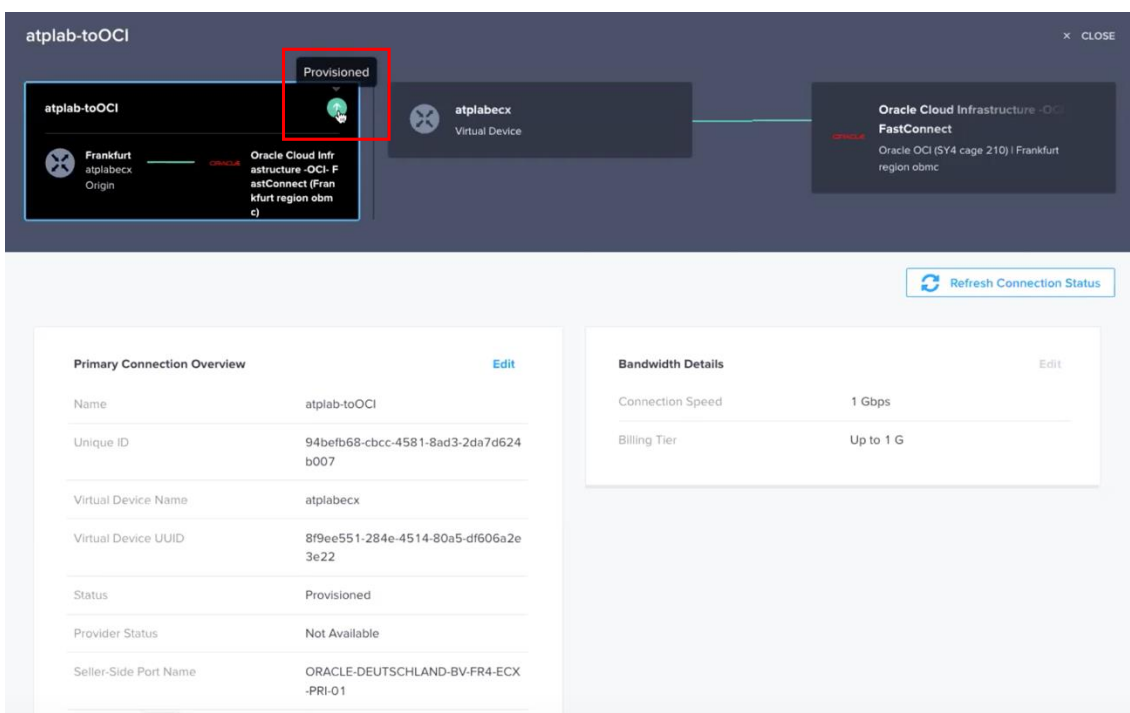 atplab-toOCI
× CLOSE
Provisioned
atplab-toOCI
Frankfurt
atplabecx
Origin
ORACLE
Oracle Cloud Infr
astructure -OCI- F
astConnect (Fran
kfurt region obm
c)
atplabecx
Virtual Device
ORACLE
Oracle Cloud Infrastructure -OCI
FastConnect
Oracle OCI (SY4 cage 210) | Frankfurt
region obmc
Refresh Connection Status
Primary Connection Overview
Edit
Name
atplab-toOCI
Unique ID
94befb68-cbcc-4581-8ad3-2da7d624
b007
Virtual Device Name
atplabecx
Virtual Device UUID
8f9ee551-284e-4514-80a5-df606a2e
3e22
Status
Provisioned
Provider Status
Not Available
Seller-Side Port Name
ORACLE-DEUTSCHLAND-BV-FR4-ECX
-PRI-01
Bandwidth Details
Edit
Connection Speed
1 Gbps
Billing Tier
Up to 1 G